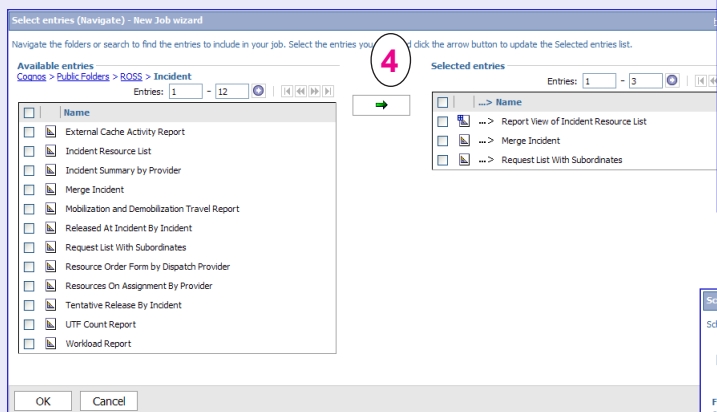 Select entries (Navigate) - New Job wizard
Navigate the folders or search to find the entries to include in your job. Select the entries you d click the arrow button to update the Selected entries list.
4
Available entries
Cognos > Public Folders > ROSS > Incident
Entries: 1 - 12
Name
External Cache Activity Report
Incident Resource List
Incident Summary by Provider
Merge Incident
Mobilization and Demobilization Travel Report
Released At Incident By Incident
Request List With Subordinates
Resource Order Form by Dispatch Provider
Resources On Assignment By Provider
Tentative Release By Incident
UTF Count Report
Workload Report
Selected entries
Entries: 1 - 3
...> Name
...> Report View of Incident Resource List
...> Merge Incident
...> Request List With Subordinates
OK Cancel